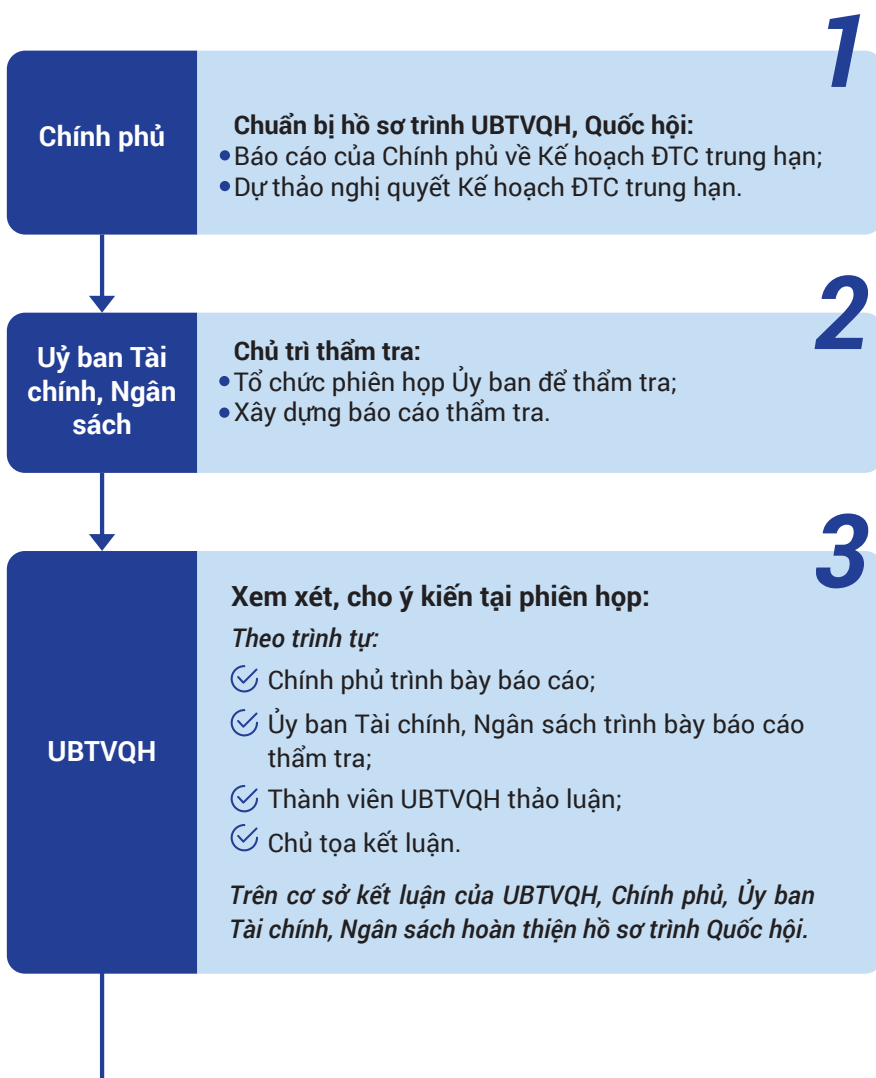 1
Chính phủ
Chuẩn bị hồ sơ trình UBTVQH, Quốc hội:
Báo cáo của Chính phủ về Kế hoạch ĐTC trung hạn;
Dự thảo nghị quyết Kế hoạch ĐTC trung hạn.
2
Uỷ ban Tài
chính, Ngân
sách
Chủ trì thẩm tra:
Tổ chức phiên họp Ủy ban để thẩm tra;
Xây dựng báo cáo thẩm tra.
3
UBTVQH
Xem xét, cho ý kiến tại phiên họp:
Theo trình tự:
Chính phủ trình bày báo cáo;
Ủy ban Tài chính, Ngân sách trình bày báo cáo
thẩm tra;
Thành viên UBTVQH thảo luận;
Chủ tọa kết luận.
Trên cơ sở kết luận của UBTVQH, Chính phủ, Ủy ban
Tài chính, Ngân sách hoàn thiện hồ sơ trình Quốc hội.